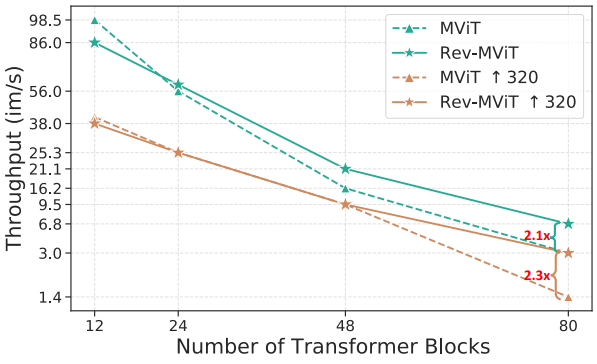 98.5
86.0
56.0
38.0
25.3
21.1
16.2
9.5
6.8
3.0
1.4
Throughput (im/s)
MViT
Rev-MViT
MViT ↑ 320
Rev-MViT ↑ 320
2.1x
2.3x
12
24
48
80
Number of Transformer Blocks